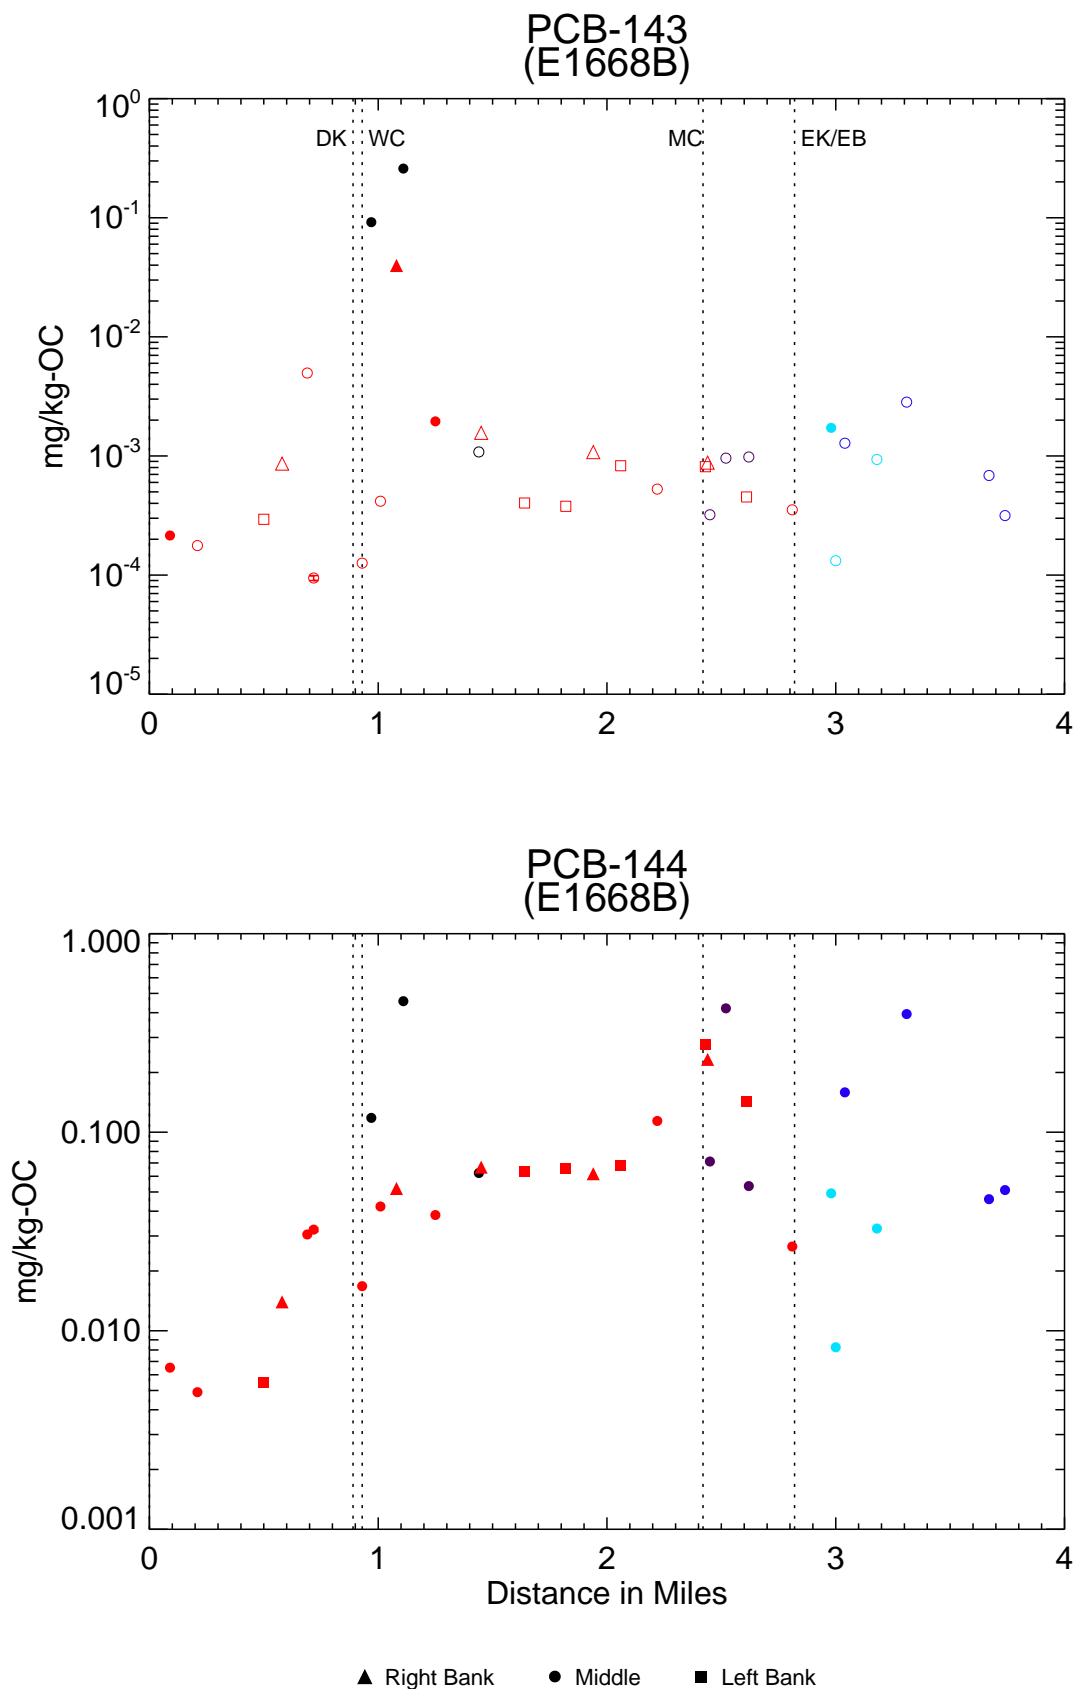 PCB-143
(E1668B)
10^0
DK WC MC EK/EB
10^-1
10^-2
mg/kg-OC
10^-3
10^-4
10^-5
0 1 2 3 4
PCB-144
(E1668B)
1.000
0.100
mg/kg-OC
0.010
0.001
0 1 2 3 4
Distance in Miles
Right Bank Middle Left Bank